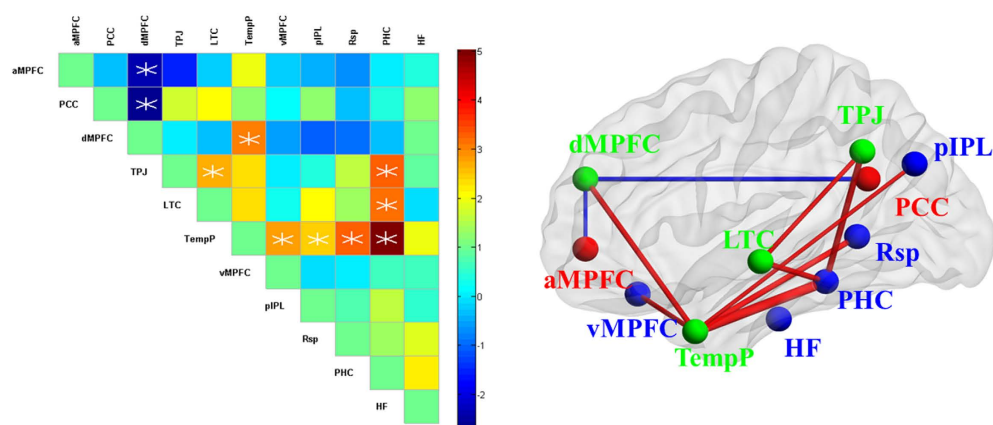 aMPFC PCC dMPFC TPJ LTC TempP vMPFC pIPL Rsp PHC HF
aMPFC
PCC
dMPFC
TPJ
LTC
TempP
vMPFC
pIPL
Rsp
PHC
HF
5
4
3
2
1
0
-1
-2
TPJ
dMPFC
pIPL
PCC
LTC
Rsp
aMPFC
PHC
vMPFC
HF
TempP